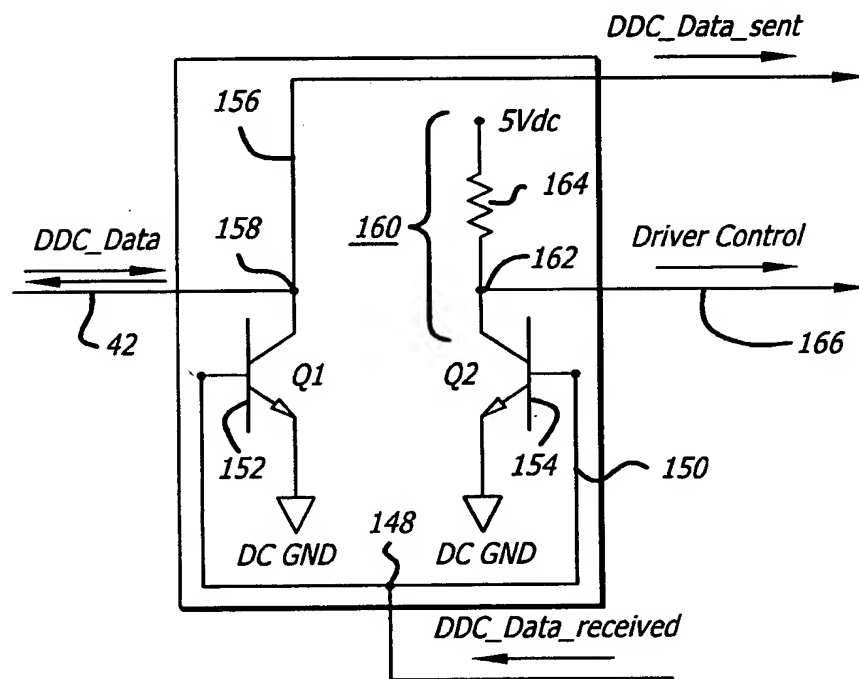 DDC_Data_sent
156
5Vdc
164
160
DDC_Data
158
162
Driver Control
42
166
Q1
Q2
152
154
150
148
DC GND
DC GND
DDC_Data_received